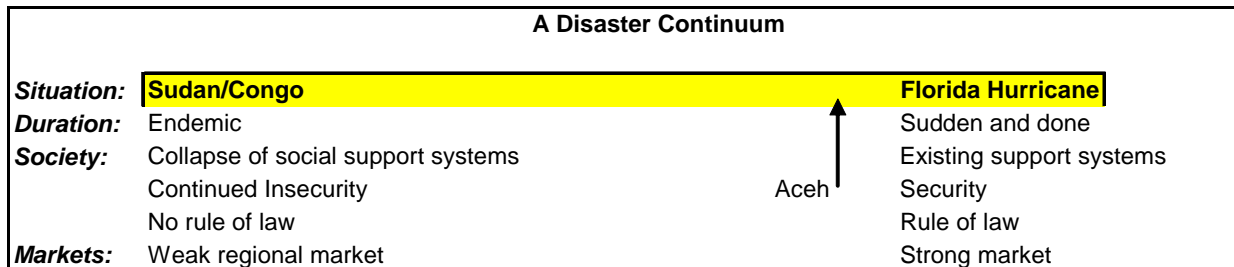 A Disaster Continuum
Situation: Sudan/Congo Florida Hurricane
Duration: Endemic Sudden and done
Society: Collapse of social support systems Existing support systems
Continued Insecurity Aceh Security
No rule of law Rule of law
Markets: Weak regional market Strong market